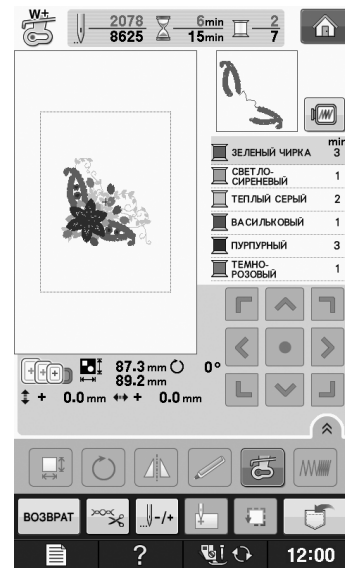 W+
2078 6min 2
8625 15min 7
min
ЗЕЛЕНЫЙ ЧИРКА 3
СВЕТЛО-
СИРЕНЕВЫЙ 1
ТЕПЛЫЙ СЕРЫЙ 2
ВАСИЛЬКОВЫЙ 1
ПУРПУРНЫЙ 3
ТЕМНО-
РОЗОВЫЙ 1
87.3 mm 0°
89.2 mm
+ 0.0 mm + 0.0 mm
ВОЗВРАТ -/+
? 12:00